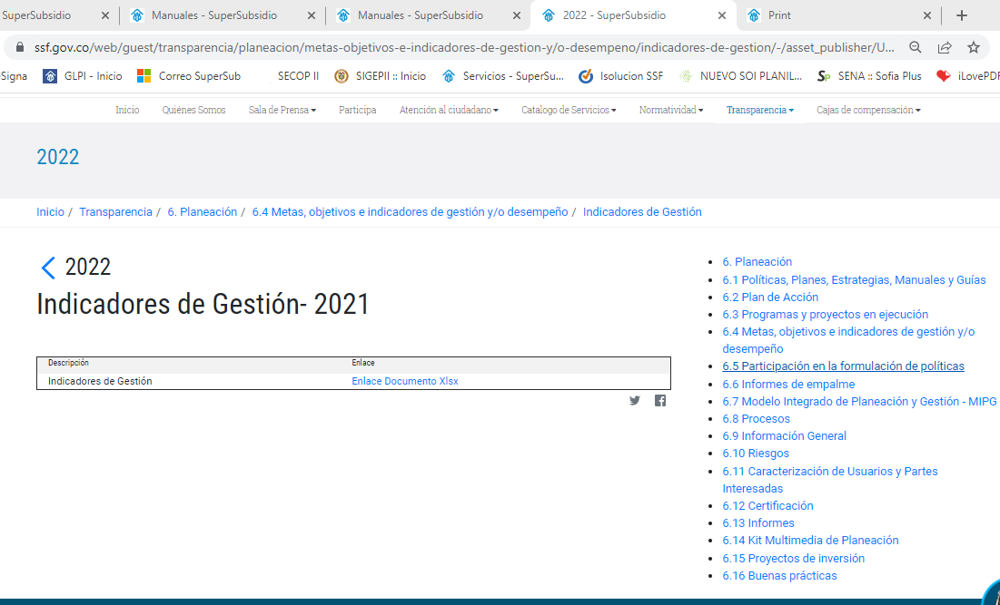 SuperSubsidio
Manuales - SuperSubsidio
Manuales - SuperSubsidio
2022 - SuperSubsidio
Print
ssf.gov.co/web/guest/transparencia/planeacion/metas-objetivos-e-indicadores-de-gestion-y/o-desempeno/indicadores-de-gestion/-/asset_publisher/U...
Signa
GLPI - Inicio
Correo SuperSub
SECOP II
SIGEPII :: Inicio
Servicios - SuperSu...
Isolucion SSF
NUEVO SOI PLANIL...
SENA :: Sofia Plus
iLovePDF
Inicio
Quiénes Somos
Sala de Prensa
Participa
Atención al ciudadano
Catalogo de Servicios
Normatividad
Transparencia
Cajas de compensación
2022
Inicio / Transparencia / 6. Planeación / 6.4 Metas, objetivos e indicadores de gestión y/o desempeño / Indicadores de Gestión
2022
Indicadores de Gestión- 2021
Descripción Enlace
Indicadores de Gestión Enlace Documento Xlsx
6. Planeación
6.1 Políticas, Planes, Estrategias, Manuales y Guías
6.2 Plan de Acción
6.3 Programas y proyectos en ejecución
6.4 Metas, objetivos e indicadores de gestión y/o
desempeño
6.5 Participación en la formulación de políticas
6.6 Informes de empalme
6.7 Modelo Integrado de Planeación y Gestión - MIPG
6.8 Procesos
6.9 Información General
6.10 Riesgos
6.11 Caracterización de Usuarios y Partes
Interesadas
6.12 Certificación
6.13 Informes
6.14 Kit Multimedia de Planeación
6.15 Proyectos de inversión
6.16 Buenas prácticas